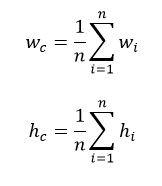 w_c = \frac{1}{n} \sum_{i=1}^{n} w_i
h_c = \frac{1}{n} \sum_{i=1}^{n} h_i